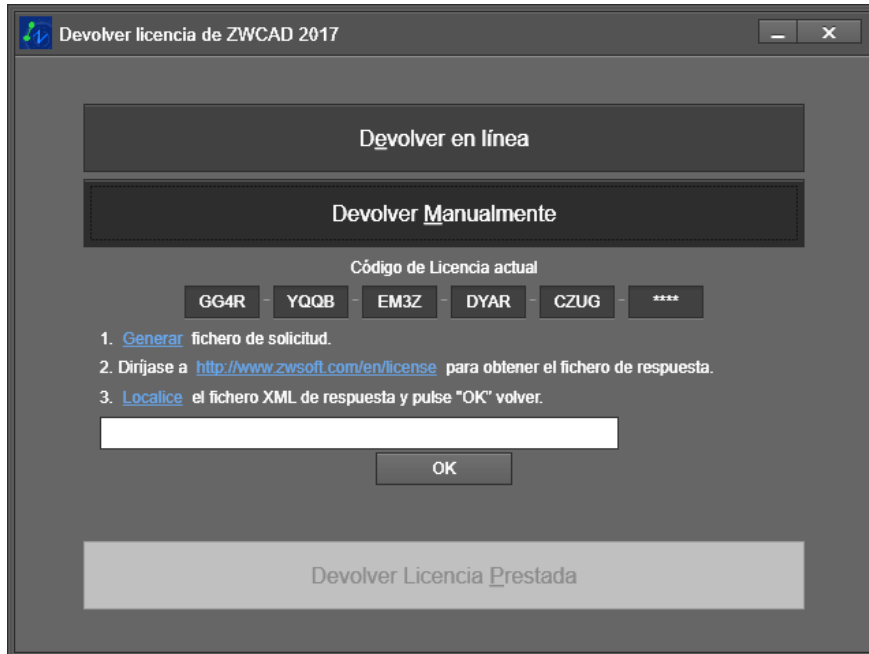 Devolver licencia de ZWCAD 2017
Devolver en línea
Devolver Manualmente
Código de Licencia actual
GG4R - YQQB - EM3Z - DYAR - CZUG - ****
1. Generar fichero de solicitud.
2. Diríjase a http://www.zwsoft.com/en/license para obtener el fichero de respuesta.
3. Localice el fichero XML de respuesta y pulse "OK" volver.
OK
Devolver Licencia Prestada